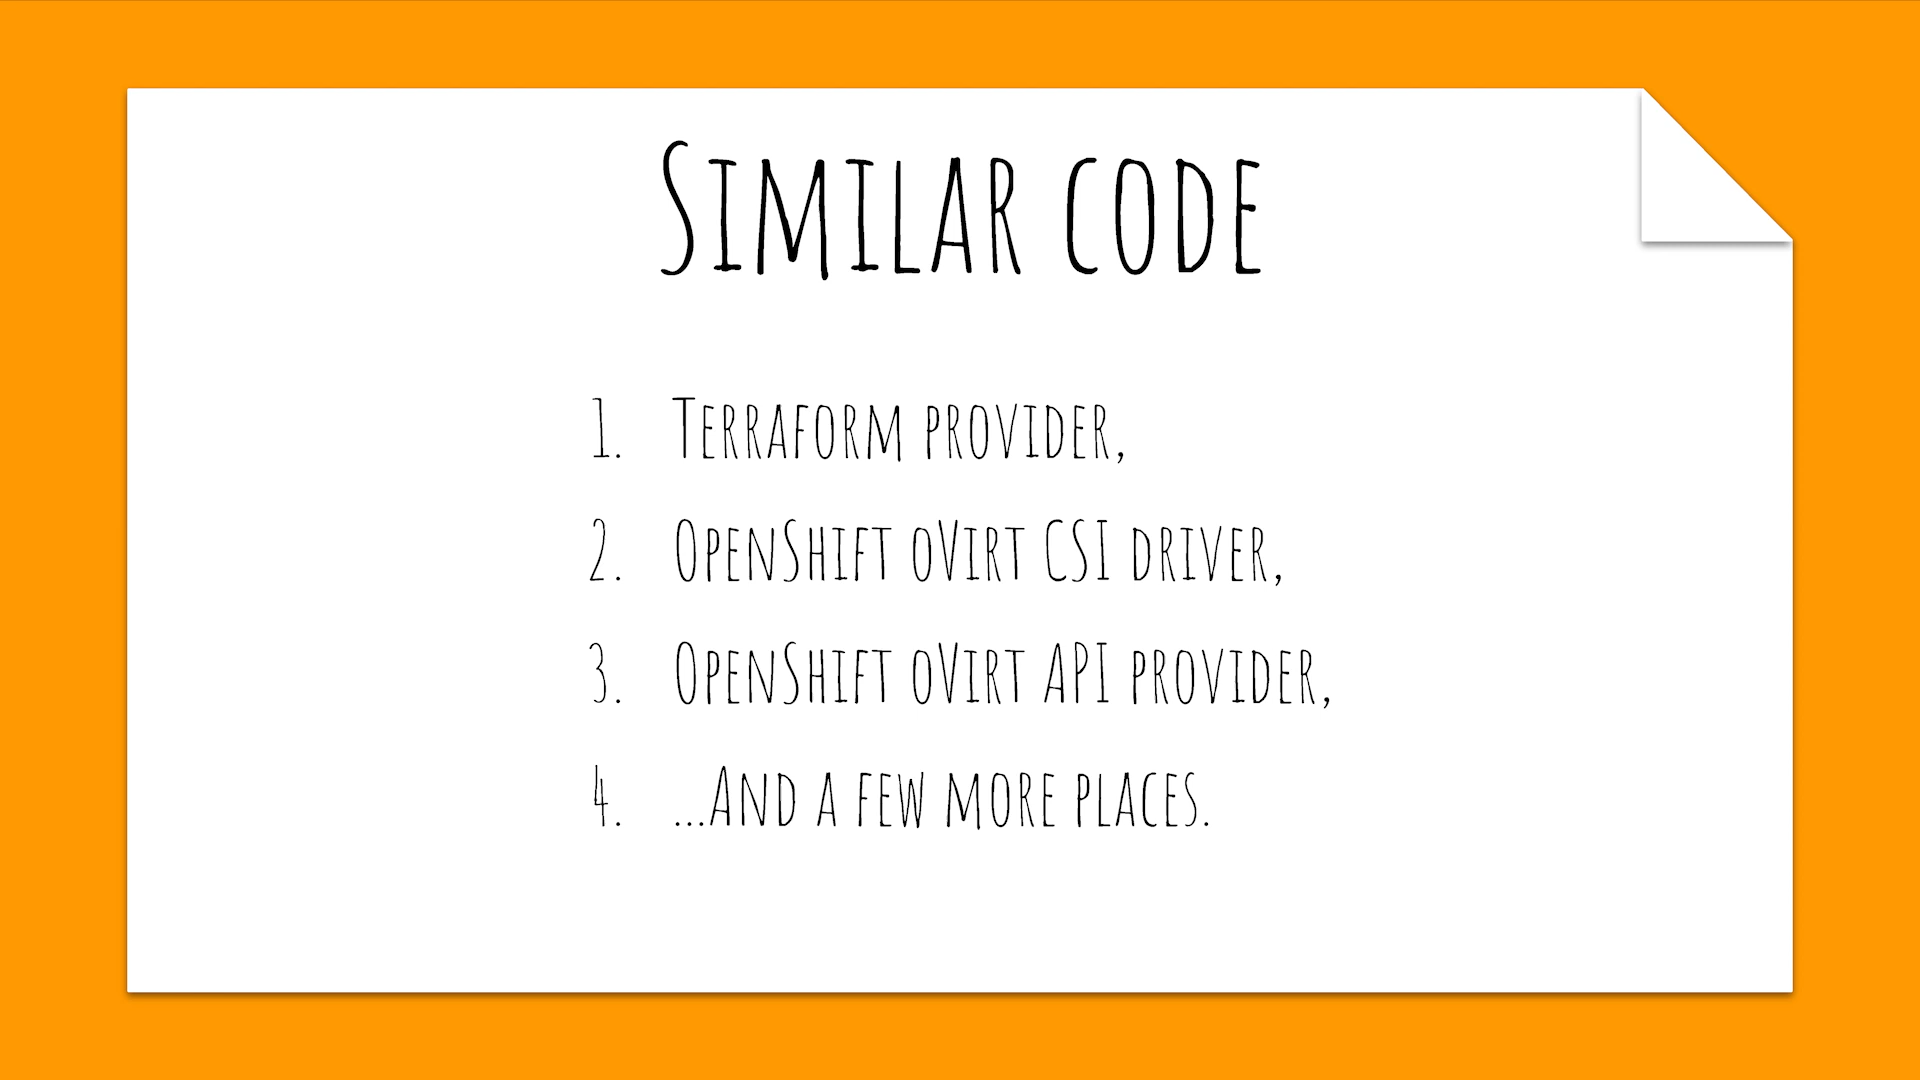 Similar code
1. Terraform provider,
2. OpenShift oVirt CSI driver,
3. OpenShift oVirt API provider,
4. ...And a few more places.